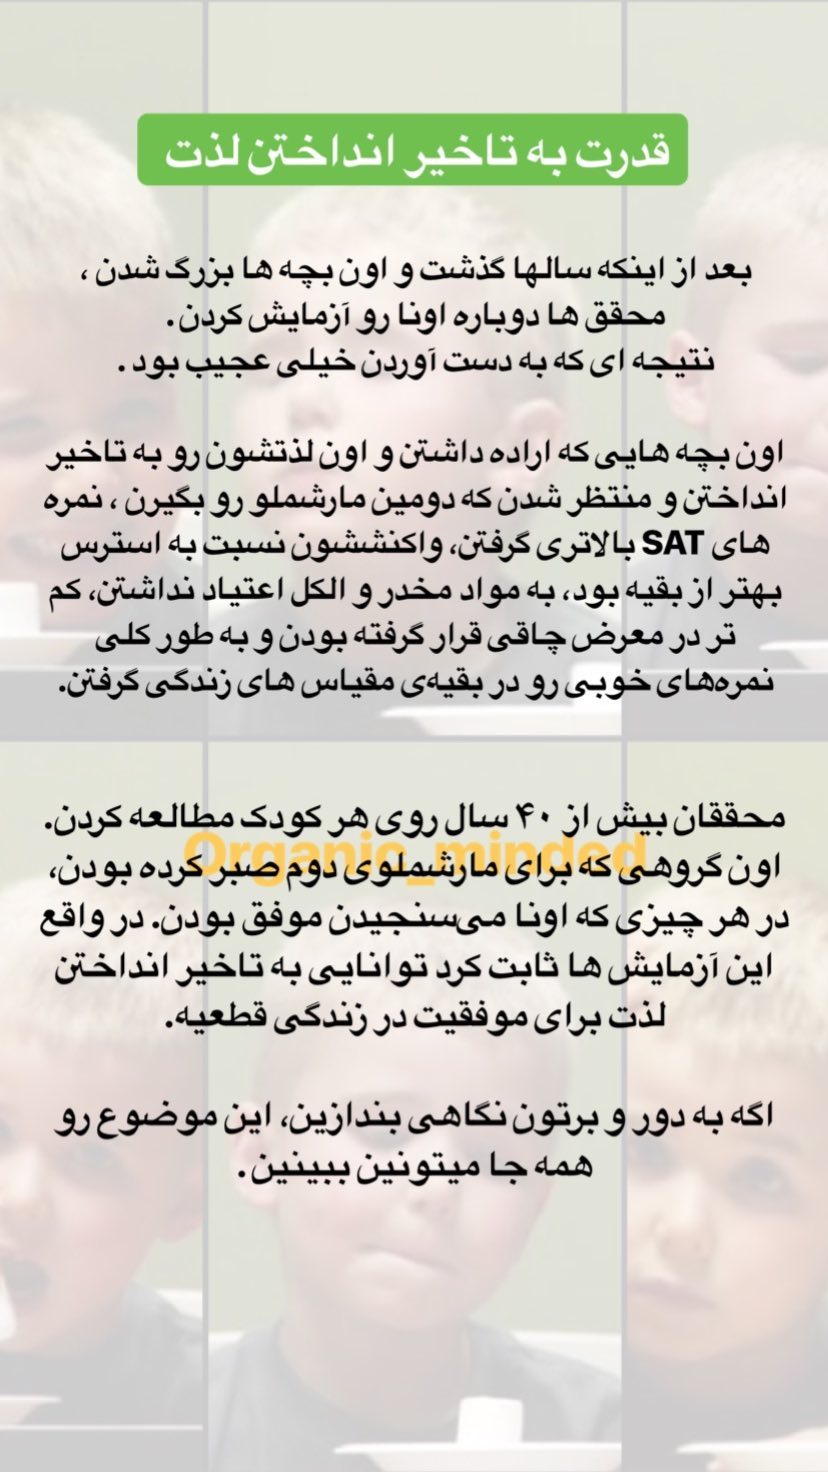 قدرت به تاخیر انداختن لذت
بعد از اینکه سالها گذشت و اون بچه ها بزرگ شدن ،
محقق ها دوباره اونا رو آزمایش کردن.
نتیجه ای که به دست آوردن خیلی عجیب بود .
اون بچه هایی که اراده داشتن و اون لذتشون رو به تاخیر
انداختن و منتظر شدن که دومین مارشملو رو بگیرن ، نمره
های SAT بالاتری گرفتن، واکنششون نسبت به استرس
بهتر از بقیه بود، به مواد مخدر و الکل اعتیاد نداشتن، کم
تر در معرض چاقی قرار گرفته بودن و به طور کلی
نمره‌های خوبی رو در بقیه‌ی مقیاس های زندگی گرفتن.
محققان بیش از ۴۰ سال روی هر کودک مطالعه کردن.
Organic_minded
اون گروهی که برای مارشملوی دوم صبر کرده بودن،
در هر چیزی که اونا می‌سنجیدن موفق بودن. در واقع
این آزمایش ها ثابت کرد توانایی به تاخیر انداختن
لذت برای موفقیت در زندگی قطعیه.
اگه به دور و برتون نگاهی بندازین، این موضوع رو
همه جا میتونین ببینین .